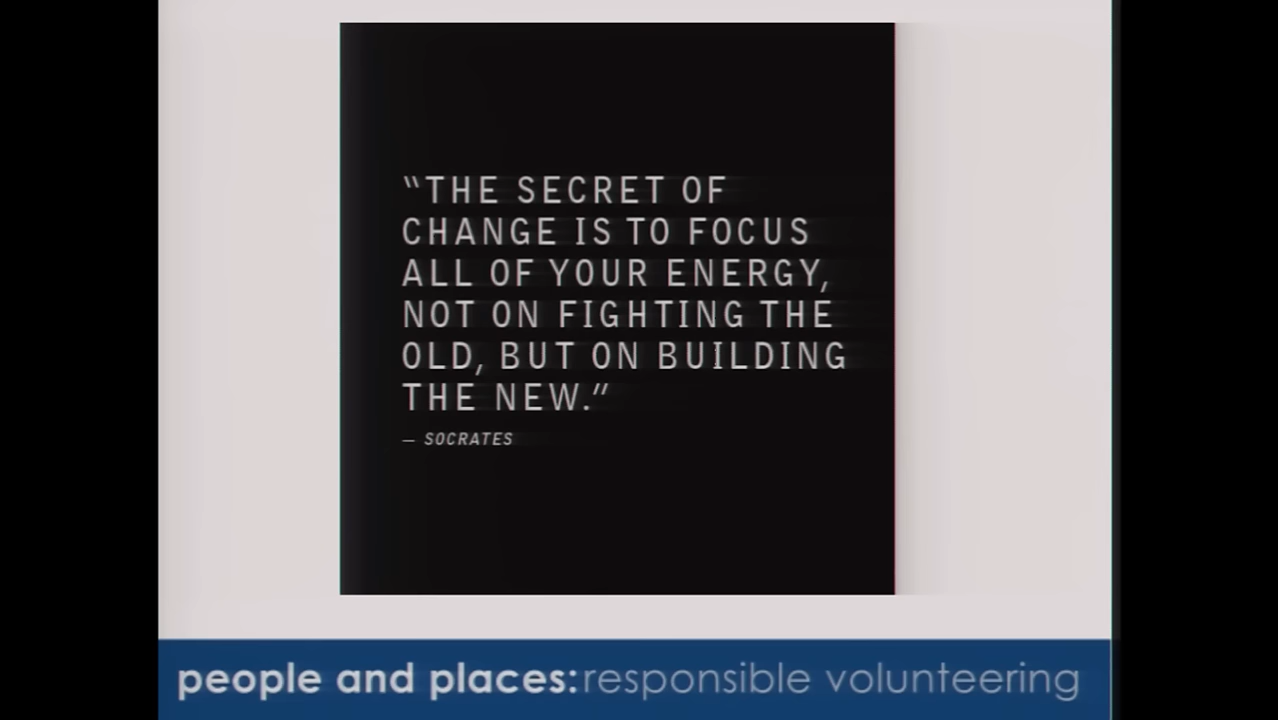 “THE SECRET OF
CHANGE IS TO FOCUS
ALL OF YOUR ENERGY,
NOT ON FIGHTING THE
OLD, BUT ON BUILDING
THE NEW.”
— SOCRATES
people and places: responsible volunteering